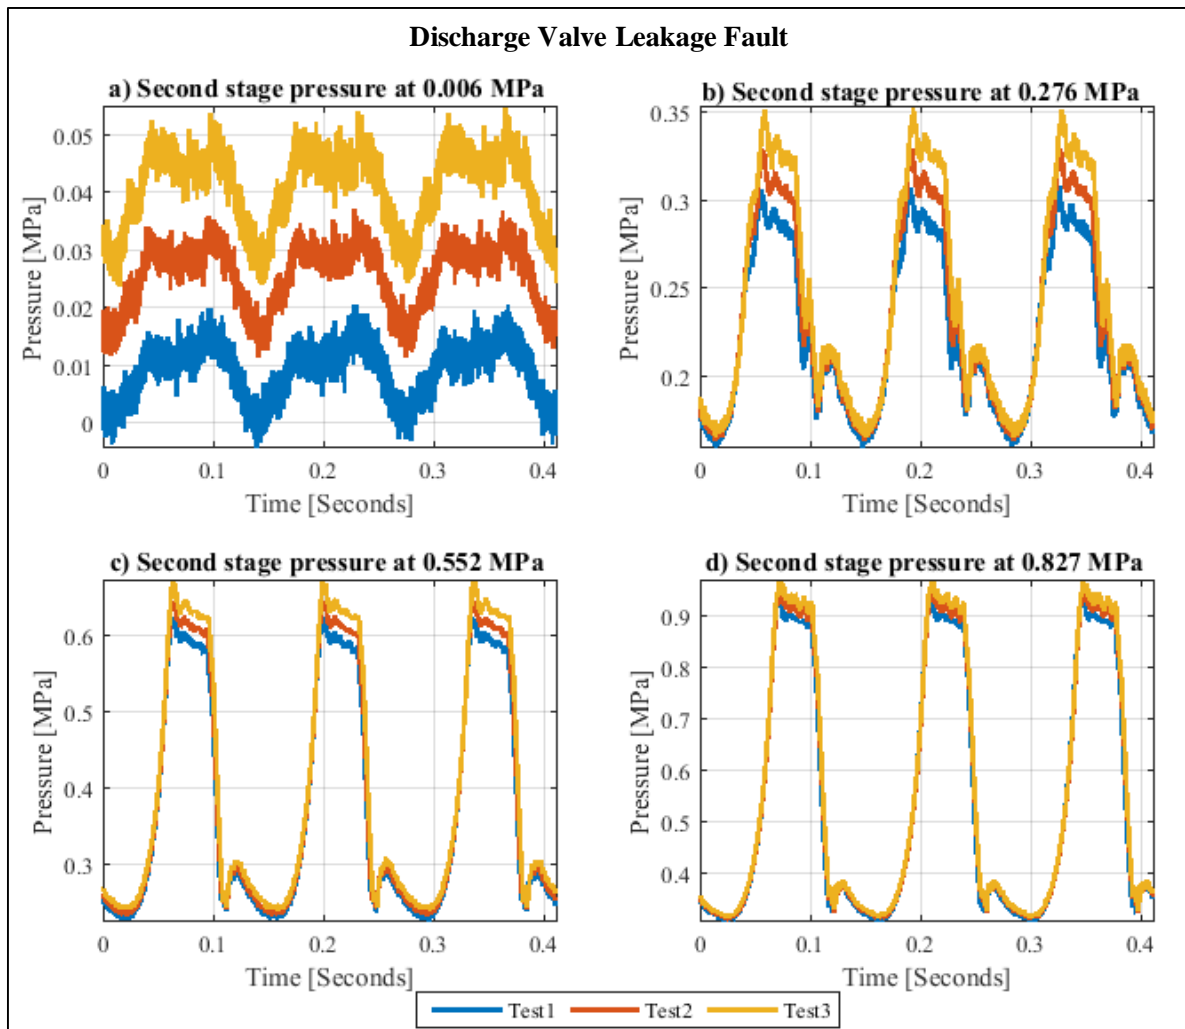 Discharge Valve Leakage Fault
a) Second stage pressure at 0.006 MPa
0.05
0.04
0.03
0.02
0.01
0
Pressure [MPa]
0 0.1 0.2 0.3 0.4
Time [Seconds]
b) Second stage pressure at 0.276 MPa
0.35
0.3
0.25
0.2
Pressure [MPa]
0 0.1 0.2 0.3 0.4
Time [Seconds]
c) Second stage pressure at 0.552 MPa
0.6
0.5
0.4
0.3
Pressure [MPa]
0 0.1 0.2 0.3 0.4
Time [Seconds]
d) Second stage pressure at 0.827 MPa
0.9
0.8
0.7
0.6
0.5
0.4
Pressure [MPa]
0 0.1 0.2 0.3 0.4
Time [Seconds]
Test1 Test2 Test3